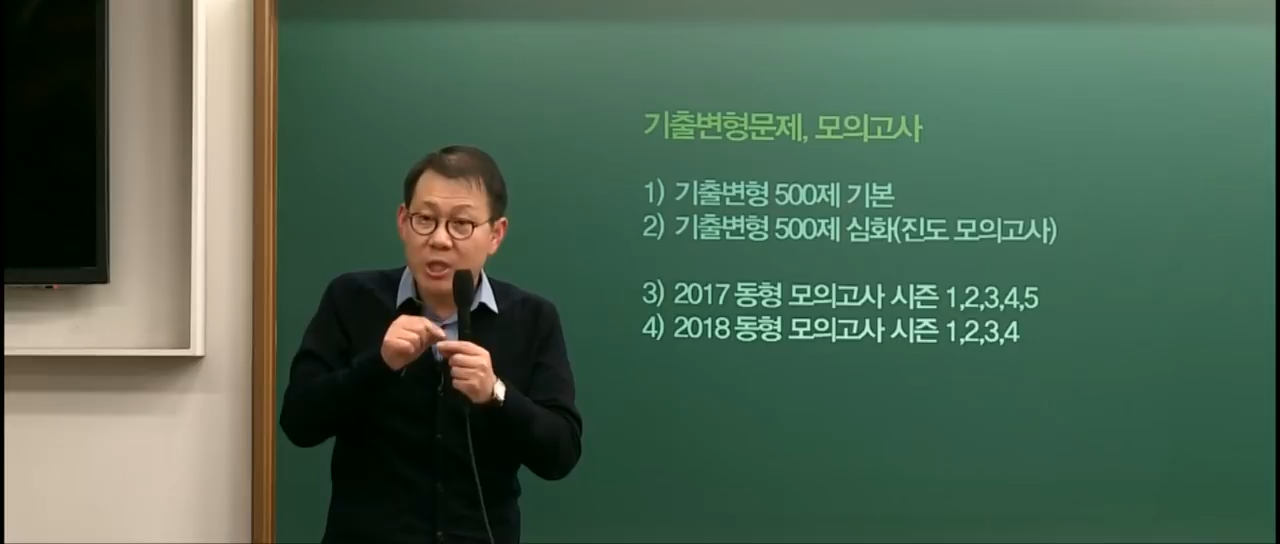 기출변형문제, 모의고사
1) 기출변형 500제 기본
2) 기출변형 500제 심화(진도 모의고사)
3) 2017 동형 모의고사 시즌 1,2,3,4,5
4) 2018 동형 모의고사 시즌 1,2,3,4